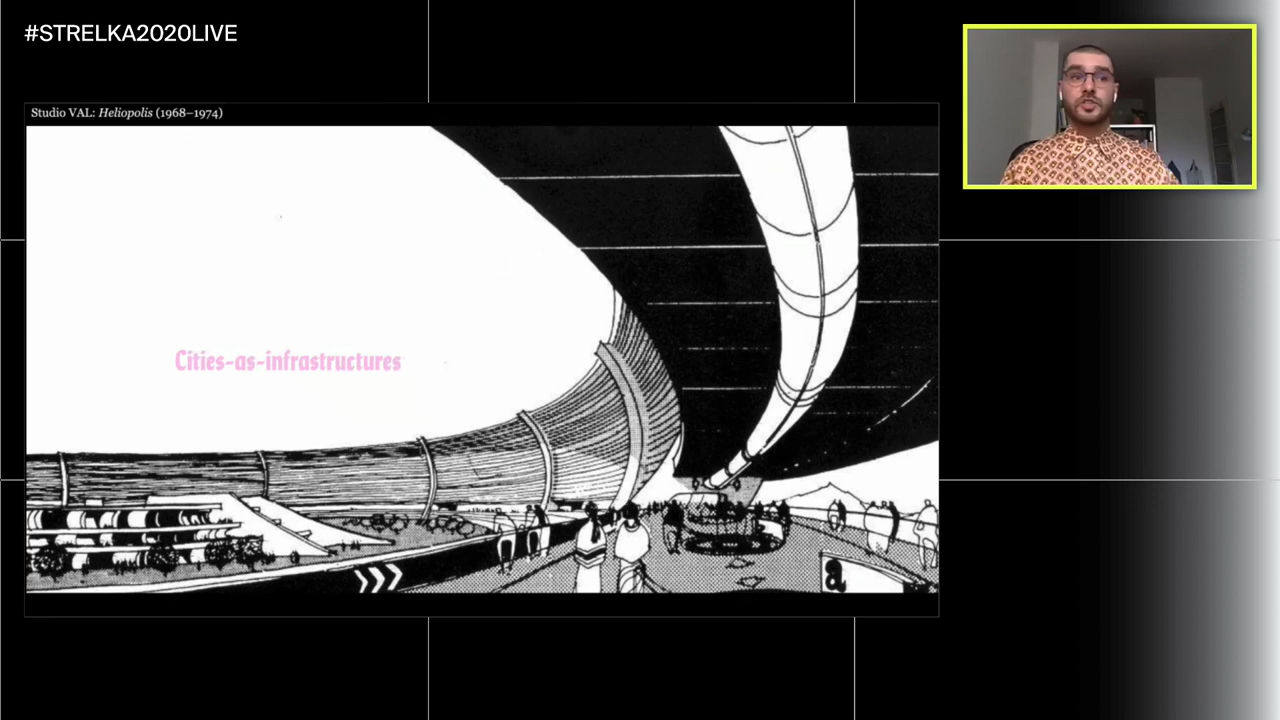 #STRELKA2020LIVE
Studio VAL: Heliopolis (1968–1974)
Cities-as-infrastructures
a